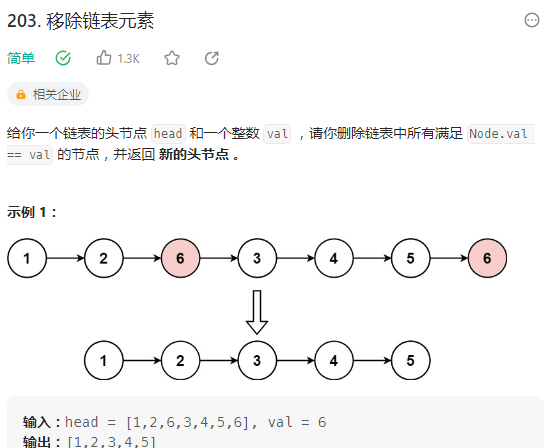 203. 移除链表元素
简单 1.3K
相关企业
给你一个链表的头节点 head 和一个整数 val ，请你删除链表中所有满足 Node.val
== val 的节点，并返回 新的头节点 。
示例 1：
1 2 6 3 4 5 6
1 2 3 4 5
输入：head = [1,2,6,3,4,5,6], val = 6
输出：[1,2,3,4,5]